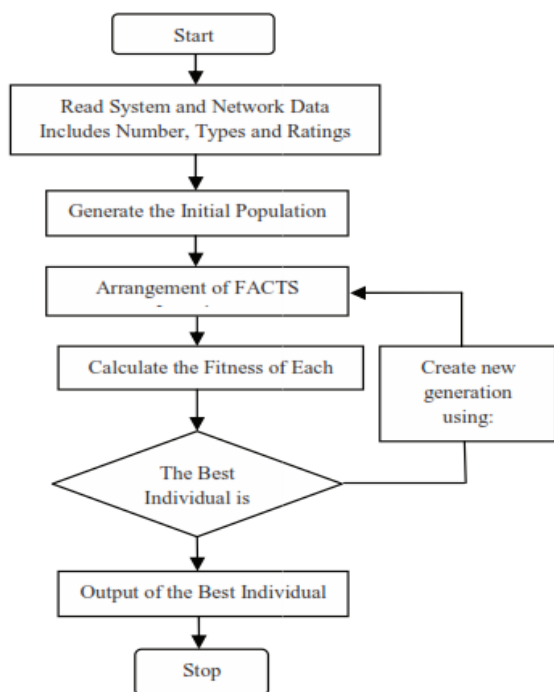 Start
Read System and Network Data
Includes Number, Types and Ratings
Generate the Initial Population
Arrangement of FACTS
Calculate the Fitness of Each
Create new
generation
using:
The Best
Individual is
Output of the Best Individual
Stop